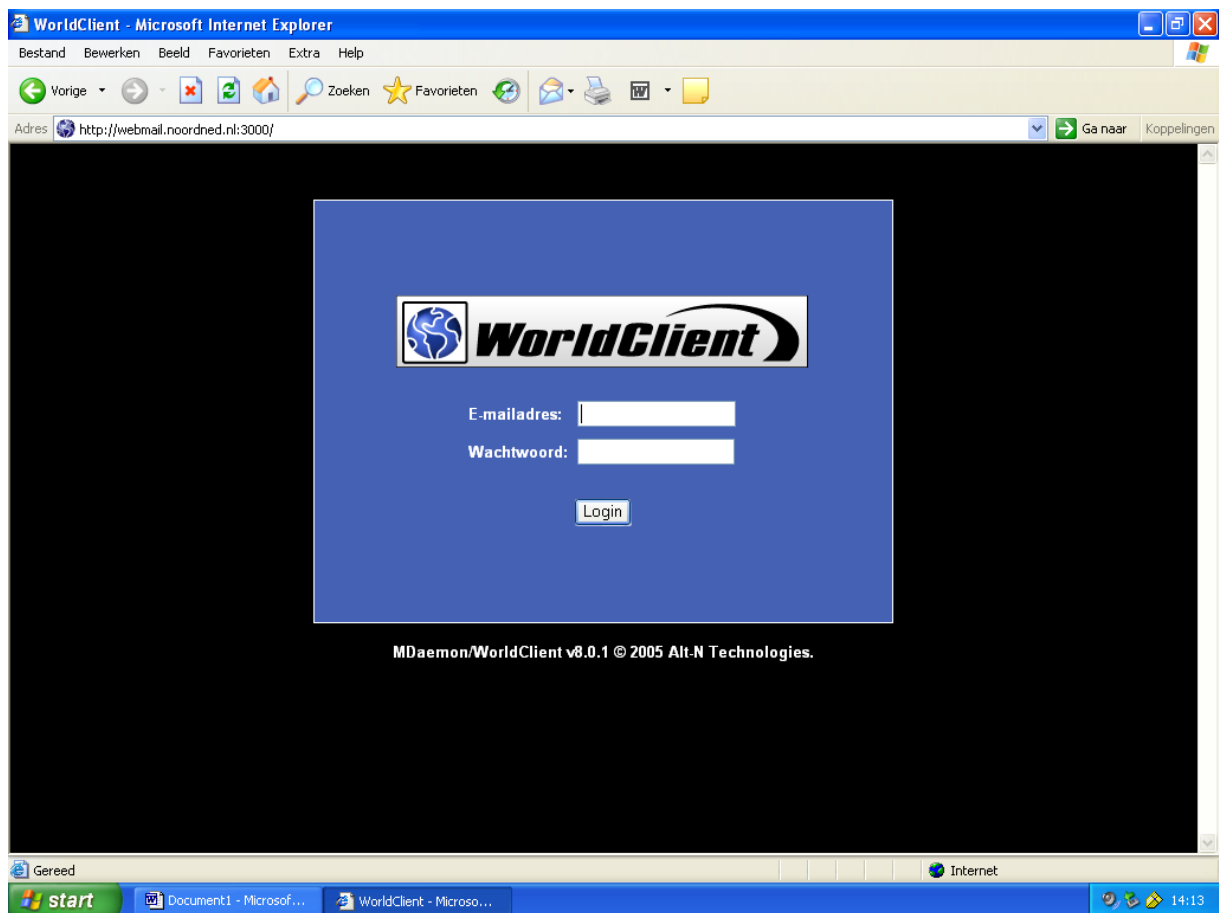 WorldClient - Microsoft Internet Explorer
Bestand Bewerken Beeld Favorieten Extra Help
Vorige Zoeken Favorieten
Adres http://webmail.noordned.nl:3000/ Ga naar Koppelingen
WorldClient
E-mailadres:
Wachtwoord:
Login
MDaemon/WorldClient v8.0.1 © 2005 Alt-N Technologies.
Gereed Internet
start Document1 - Microsof... WorldClient - Microso... 14:13